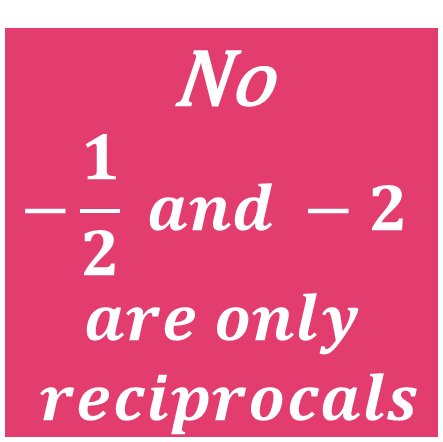 No
−1/2 and − 2
are only
reciprocals